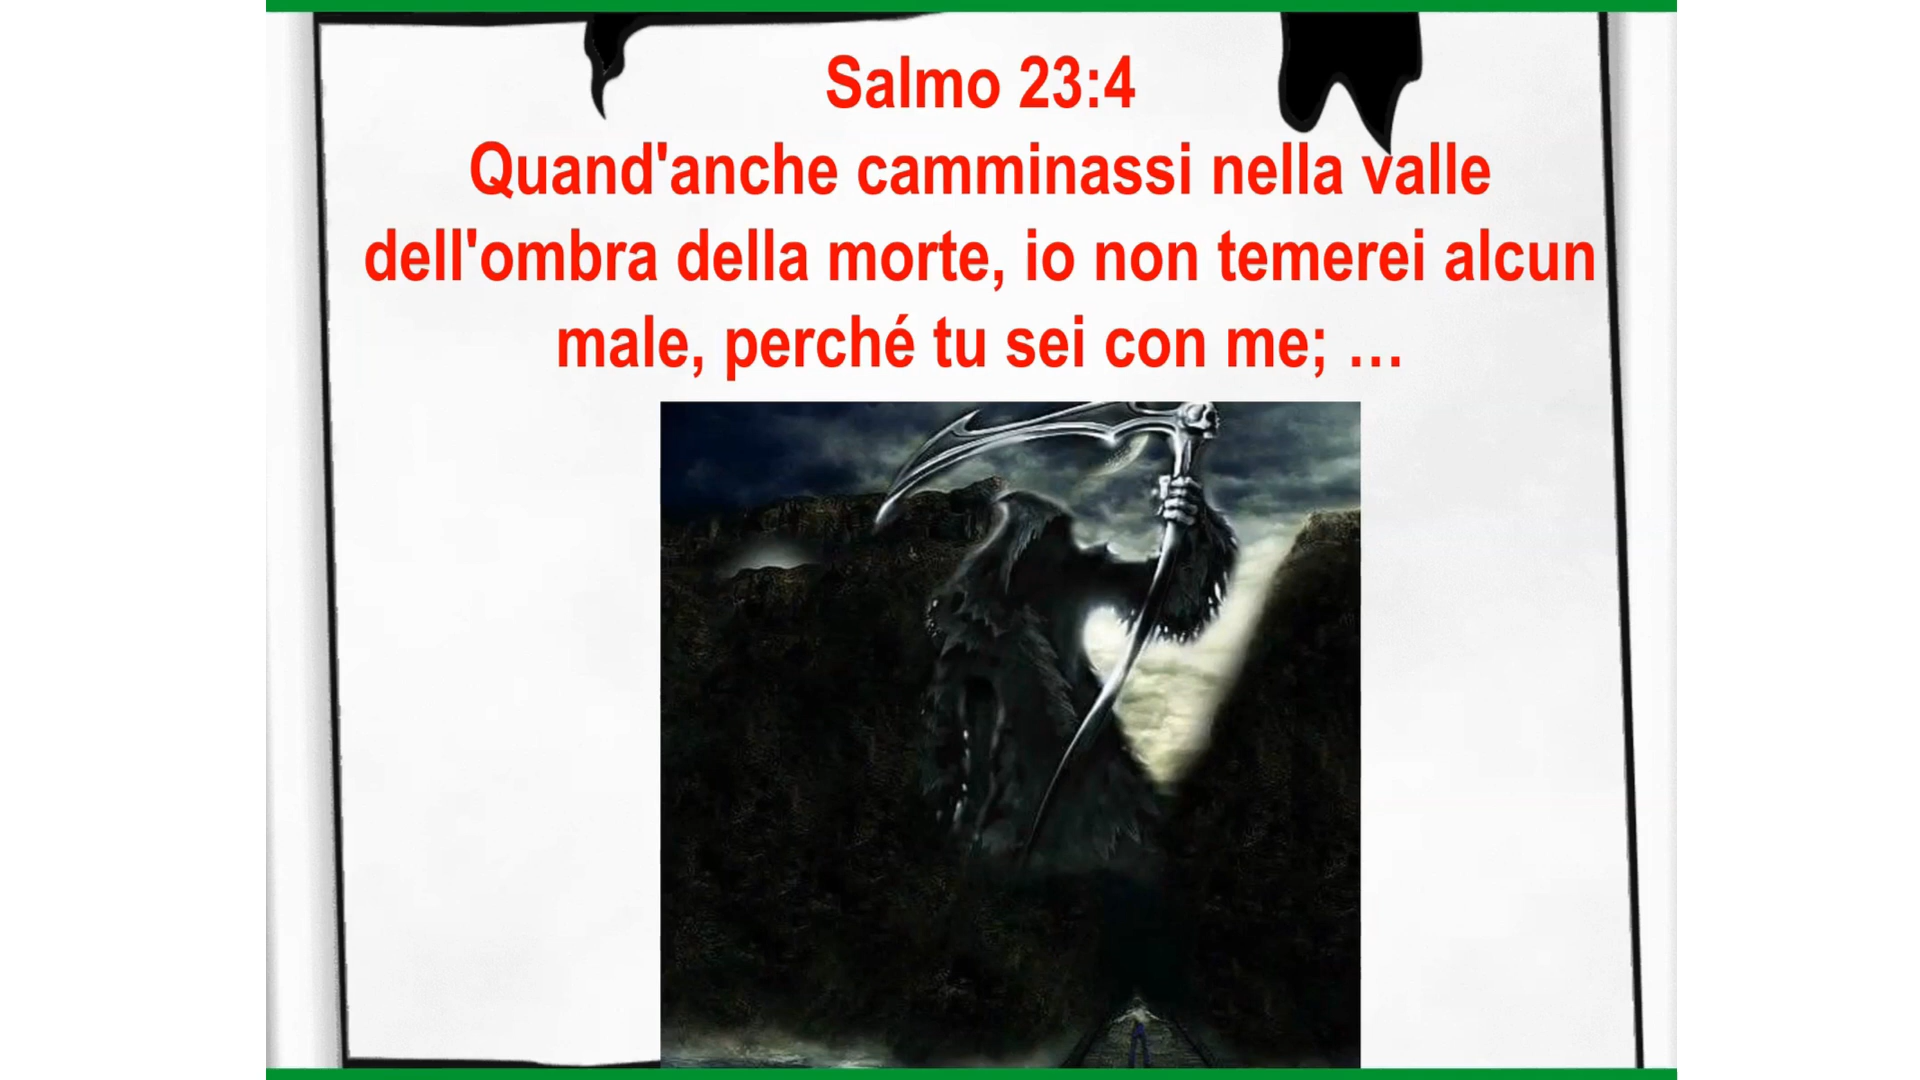 Salmo 23:4
Quand'anche camminassi nella valle
dell'ombra della morte, io non temerei alcun
male, perché tu sei con me; …